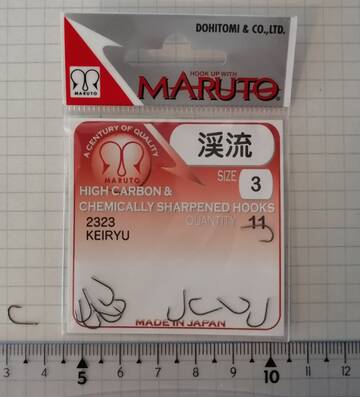 DOHITOMI & CO., LTD.
HOOK UP WITH
MARUTO®
MARUTO
A CENTURY OF QUALITY
MARUTO
渓流
SIZE 3
HIGH CARBON &
CHEMICALLY SHARPENED HOOKS
2323 QUANTITY 11
KEIRYU
MADE IN JAPAN
3 4 5 6 7 8 9 10 11 12